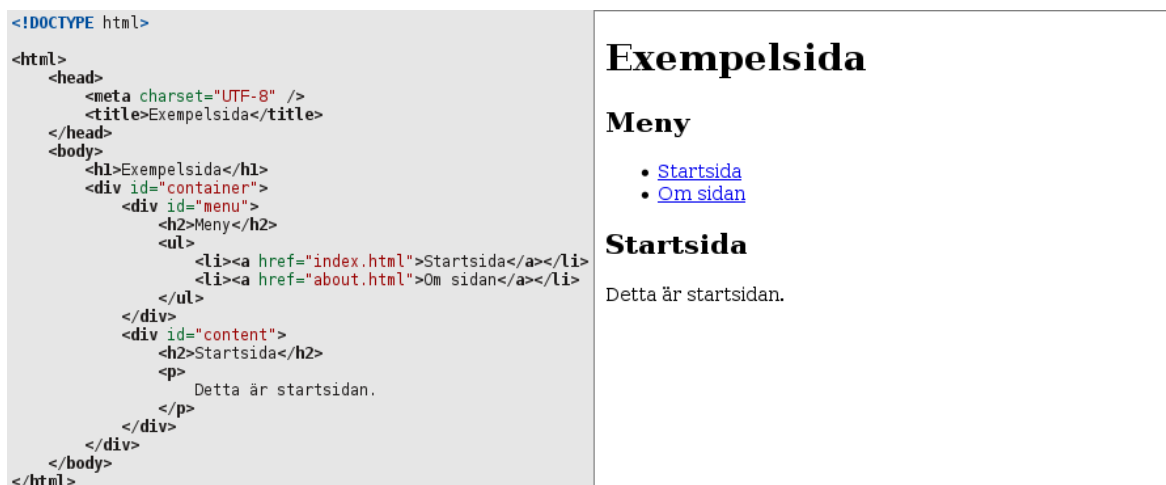 <!DOCTYPE html>
<html>
    <head>
        <meta charset="UTF-8" />
        <title>Exempelsida</title>
    </head>
    <body>
        <h1>Exempelsida</h1>
        <div id="container">
            <div id="menu">
                <h2>Meny</h2>
                <ul>
                    <li><a href="index.html">Startsida</a></li>
                    <li><a href="about.html">Om sidan</a></li>
                </ul>
            </div>
            <div id="content">
                <h2>Startsida</h2>
                <p>
                    Detta är startsidan.
                </p>
            </div>
        </div>
    </body>
</html>
Exempelsida
Meny
• Startsida
• Om sidan
Startsida
Detta är startsidan.